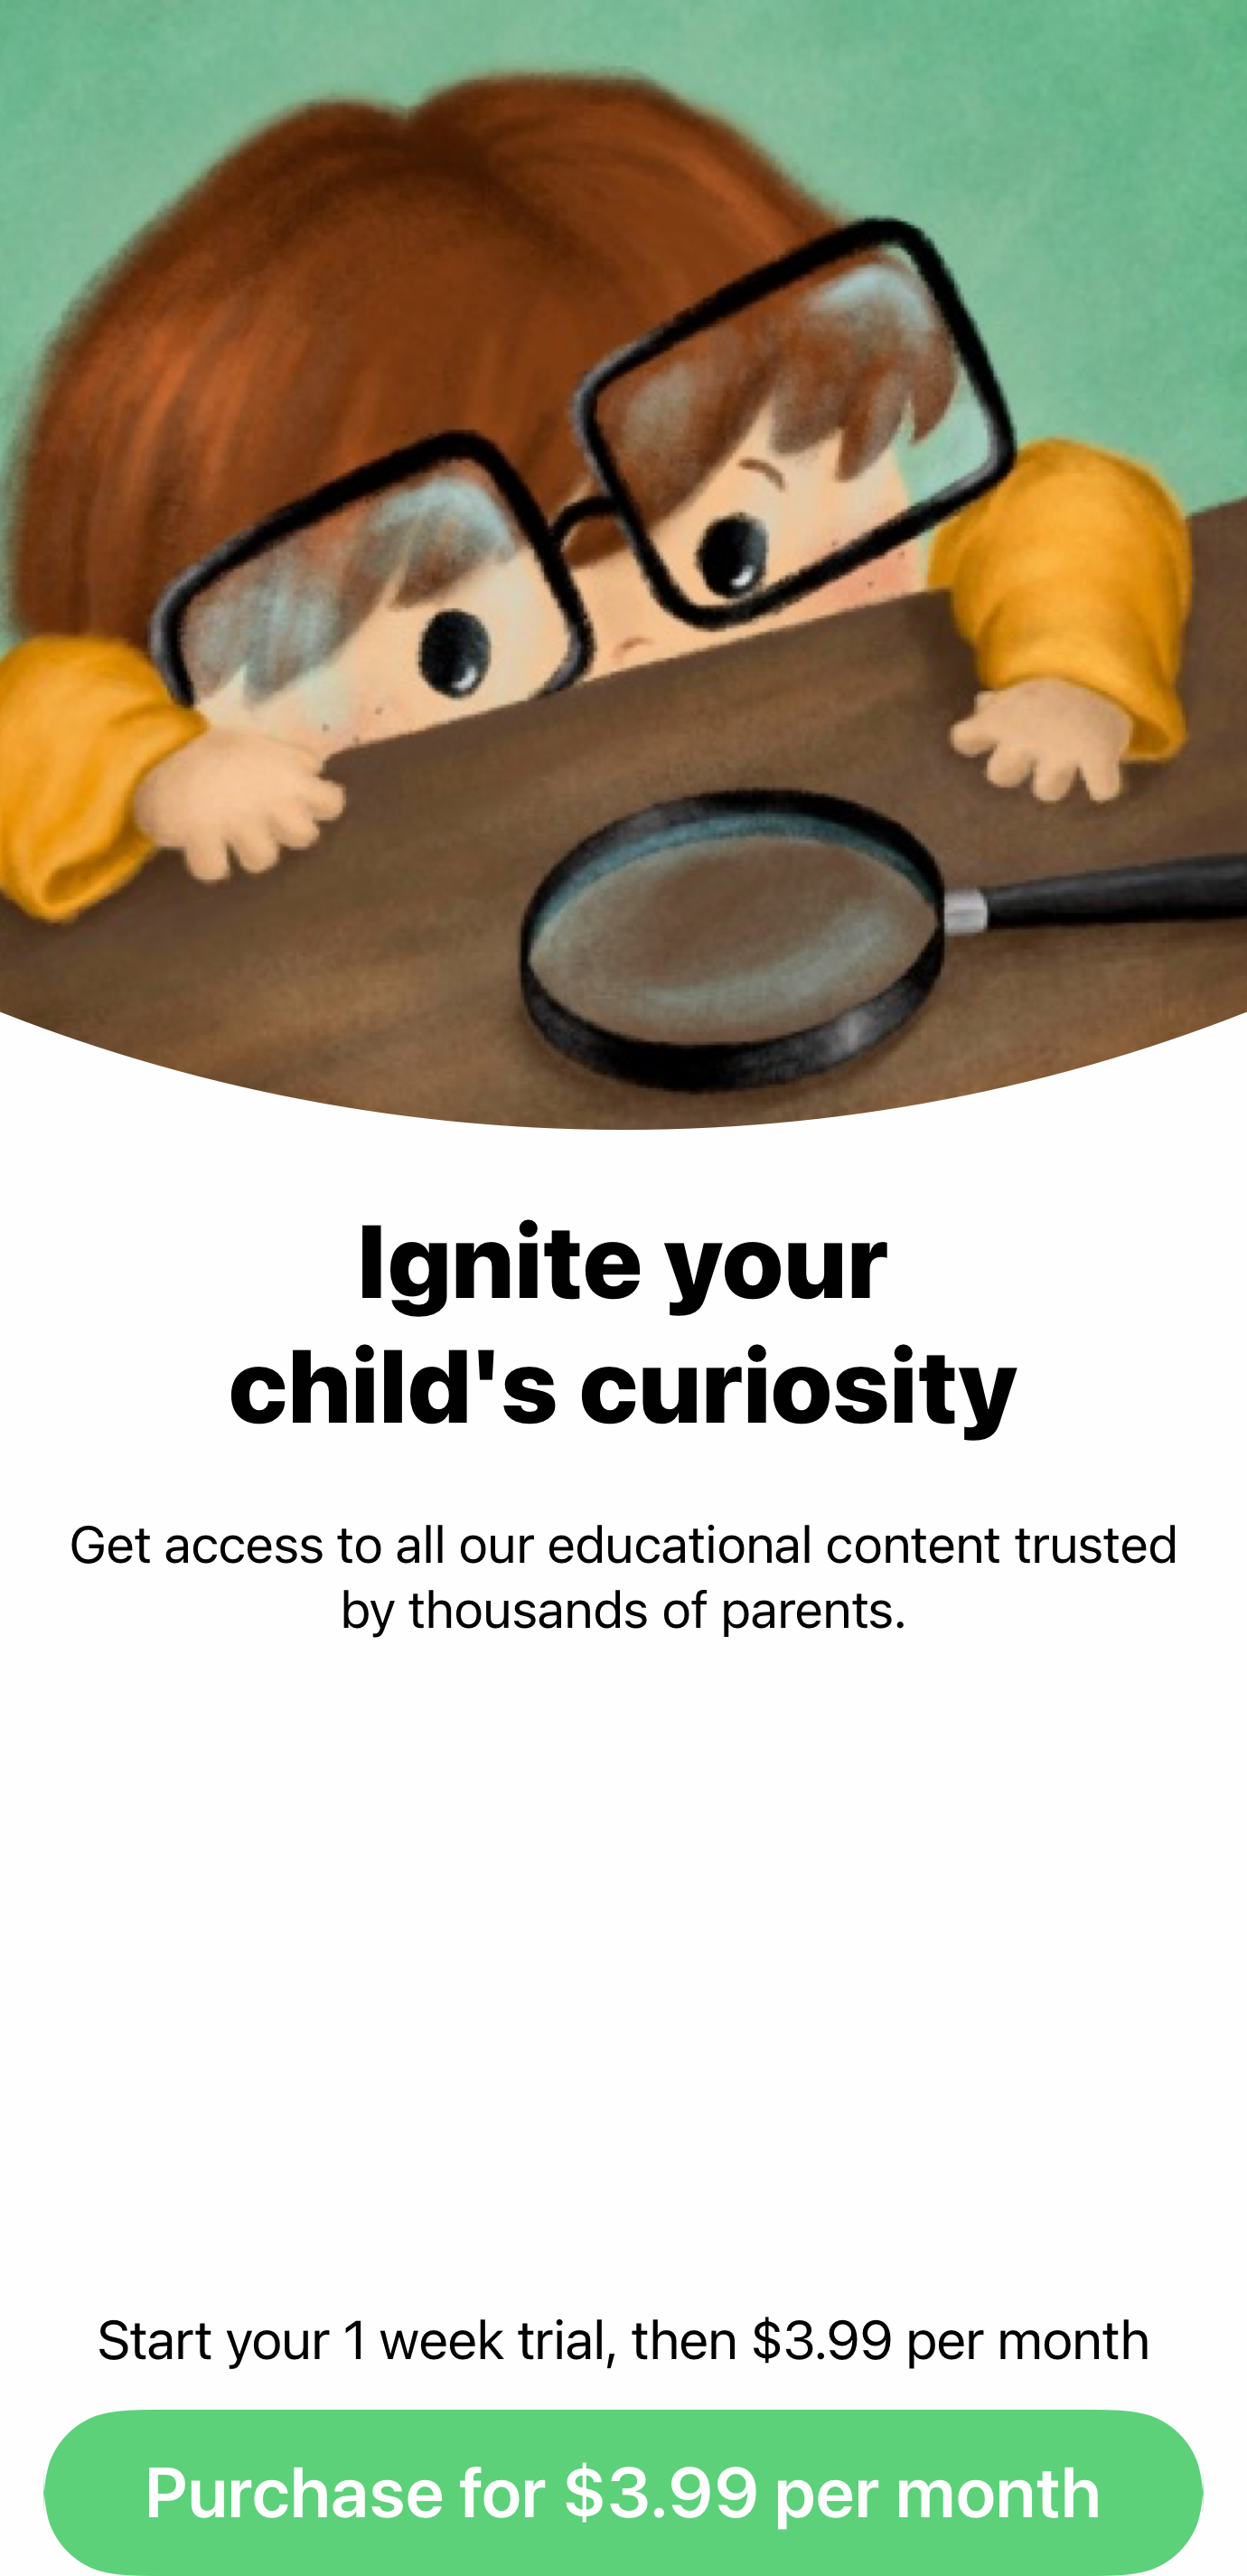 Ignite your
child's curiosity
Get access to all our educational content trusted
by thousands of parents.
Start your 1 week trial, then $3.99 per month
Purchase for $3.99 per month